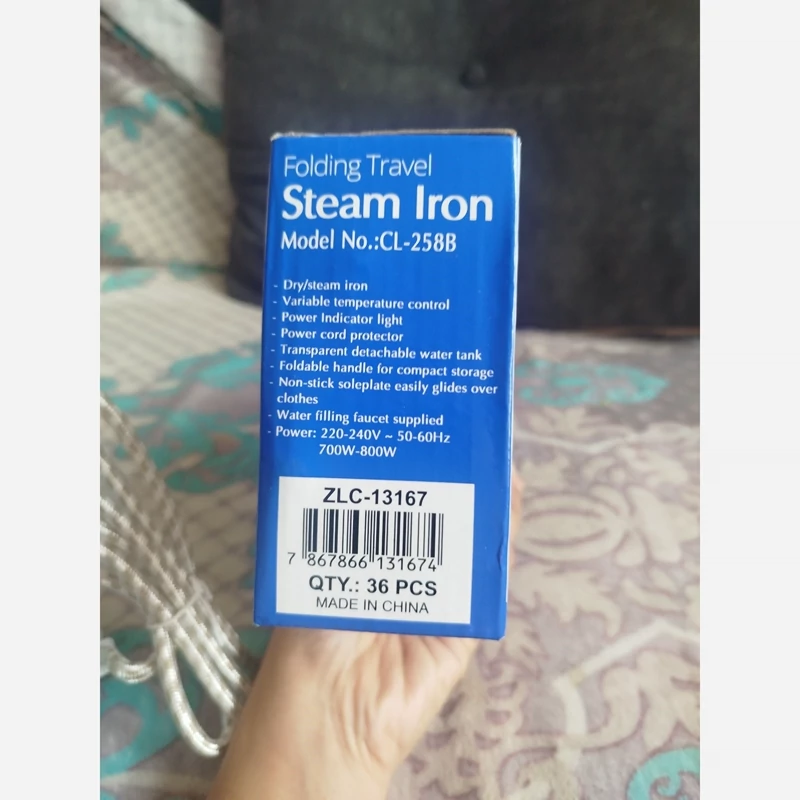 Folding Travel
Steam Iron
Model No.:CL-258B
- Dry/steam iron
- Variable temperature control
- Power Indicator light
- Power cord protector
- Transparent detachable water tank
- Foldable handle for compact storage
- Non-stick soleplate easily glides over
clothes
- Water filling faucet supplied
- Power: 220-240V ~ 50-60Hz
700W-800W
ZLC-13167
7 867866 131674
QTY.: 36 PCS
MADE IN CHINA